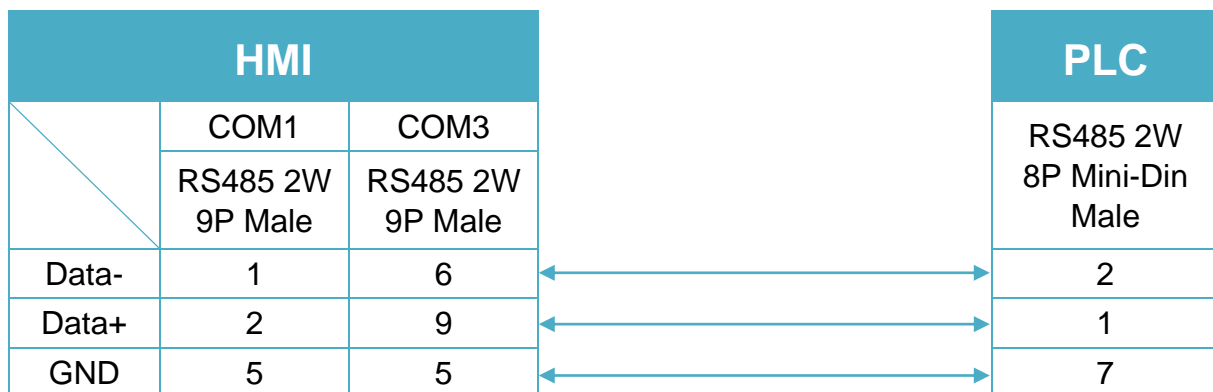 HMI
PLC
COM1 COM3
RS485 2W
9P Male
RS485 2W
9P Male
RS485 2W
8P Mini-Din
Male
Data- 1 6 2
Data+ 2 9 1
GND 5 5 7